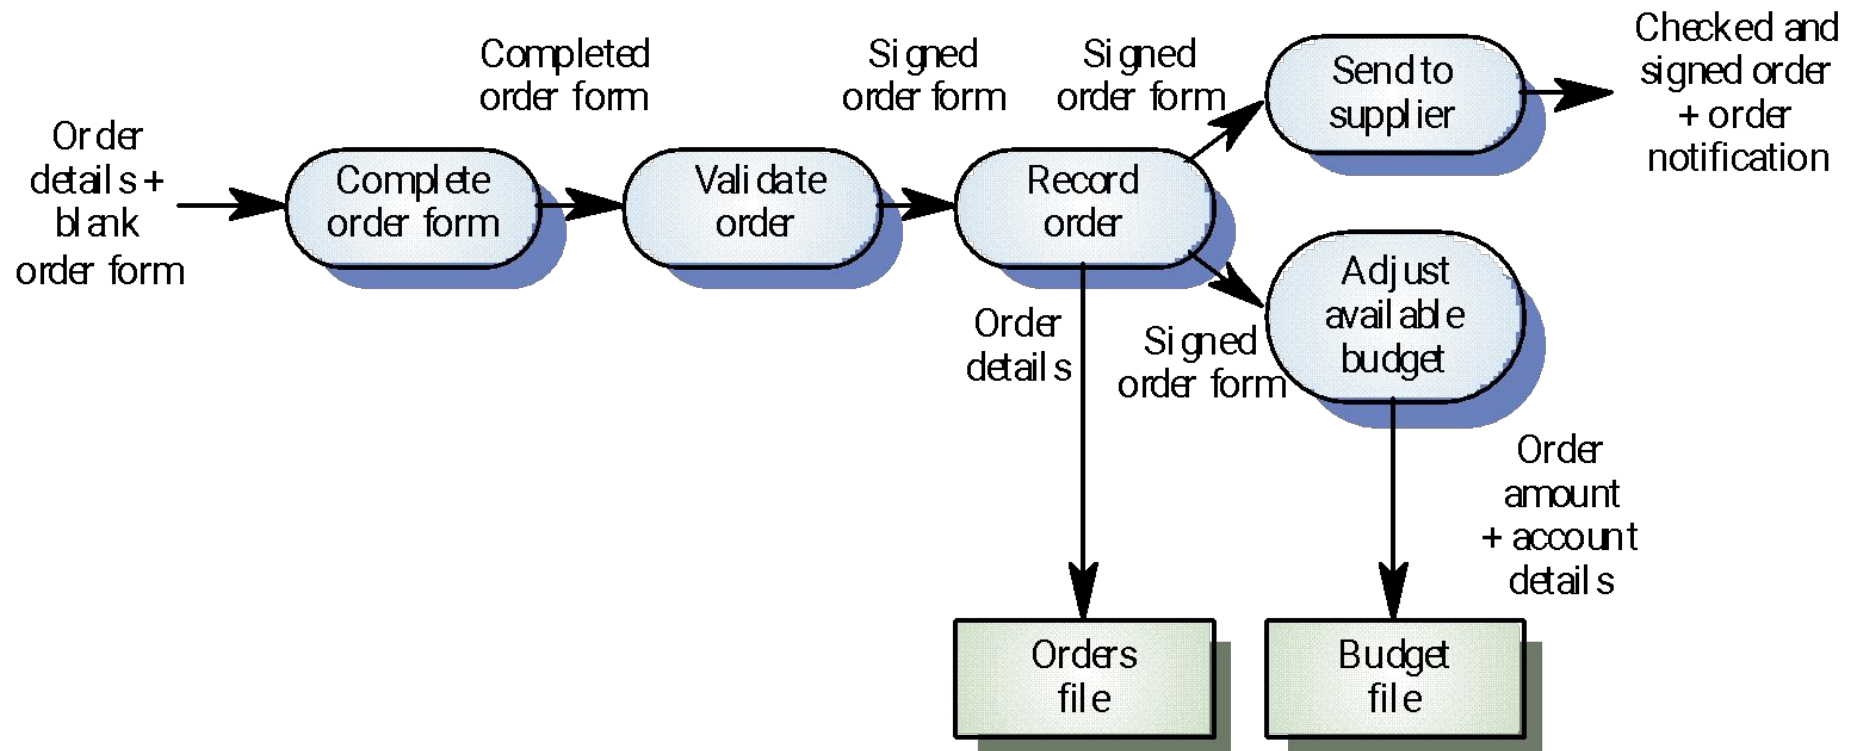 Order
details +
blank
order form
Complete
order form
Completed
order form
Validate
order
Signed
order form
Record
order
Signed
order form
Send to
supplier
Checked and
signed order
+ order
notification
Order
details
Signed
order form
Adjust
available
budget
Order
amount
+ account
details
Orders
file
Budget
file